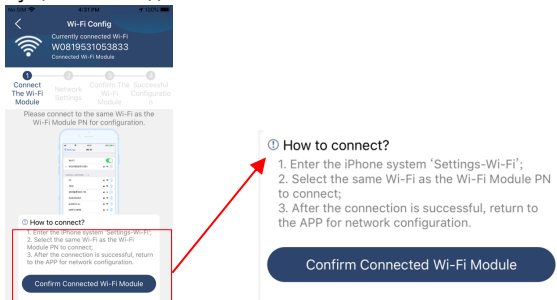 No SIM
4:31 PM
100%
Wi-Fi Config
Currently connected Wi-Fi
W0819531053833
Connected Wi-Fi Module
1
2
3
4
Connect
The Wi-Fi
Module
Network
Settings
Confirm The
Wi-Fi
Module
Successful
Configuratio
n
Please connect to the same Wi-Fi as the
Wi-Fi Module PN for configuration.
How to connect?
1. Enter the iPhone system 'Settings-Wi-Fi';
2. Select the same Wi-Fi as the Wi-Fi
Module PN to connect;
3. After the connection is successful, return
to the APP for network configuration.
Confirm Connected Wi-Fi Module
How to connect?
1. Enter the iPhone system 'Settings-Wi-Fi';
2. Select the same Wi-Fi as the Wi-Fi Module PN
to connect;
3. After the connection is successful, return to
the APP for network configuration.
Confirm Connected Wi-Fi Module